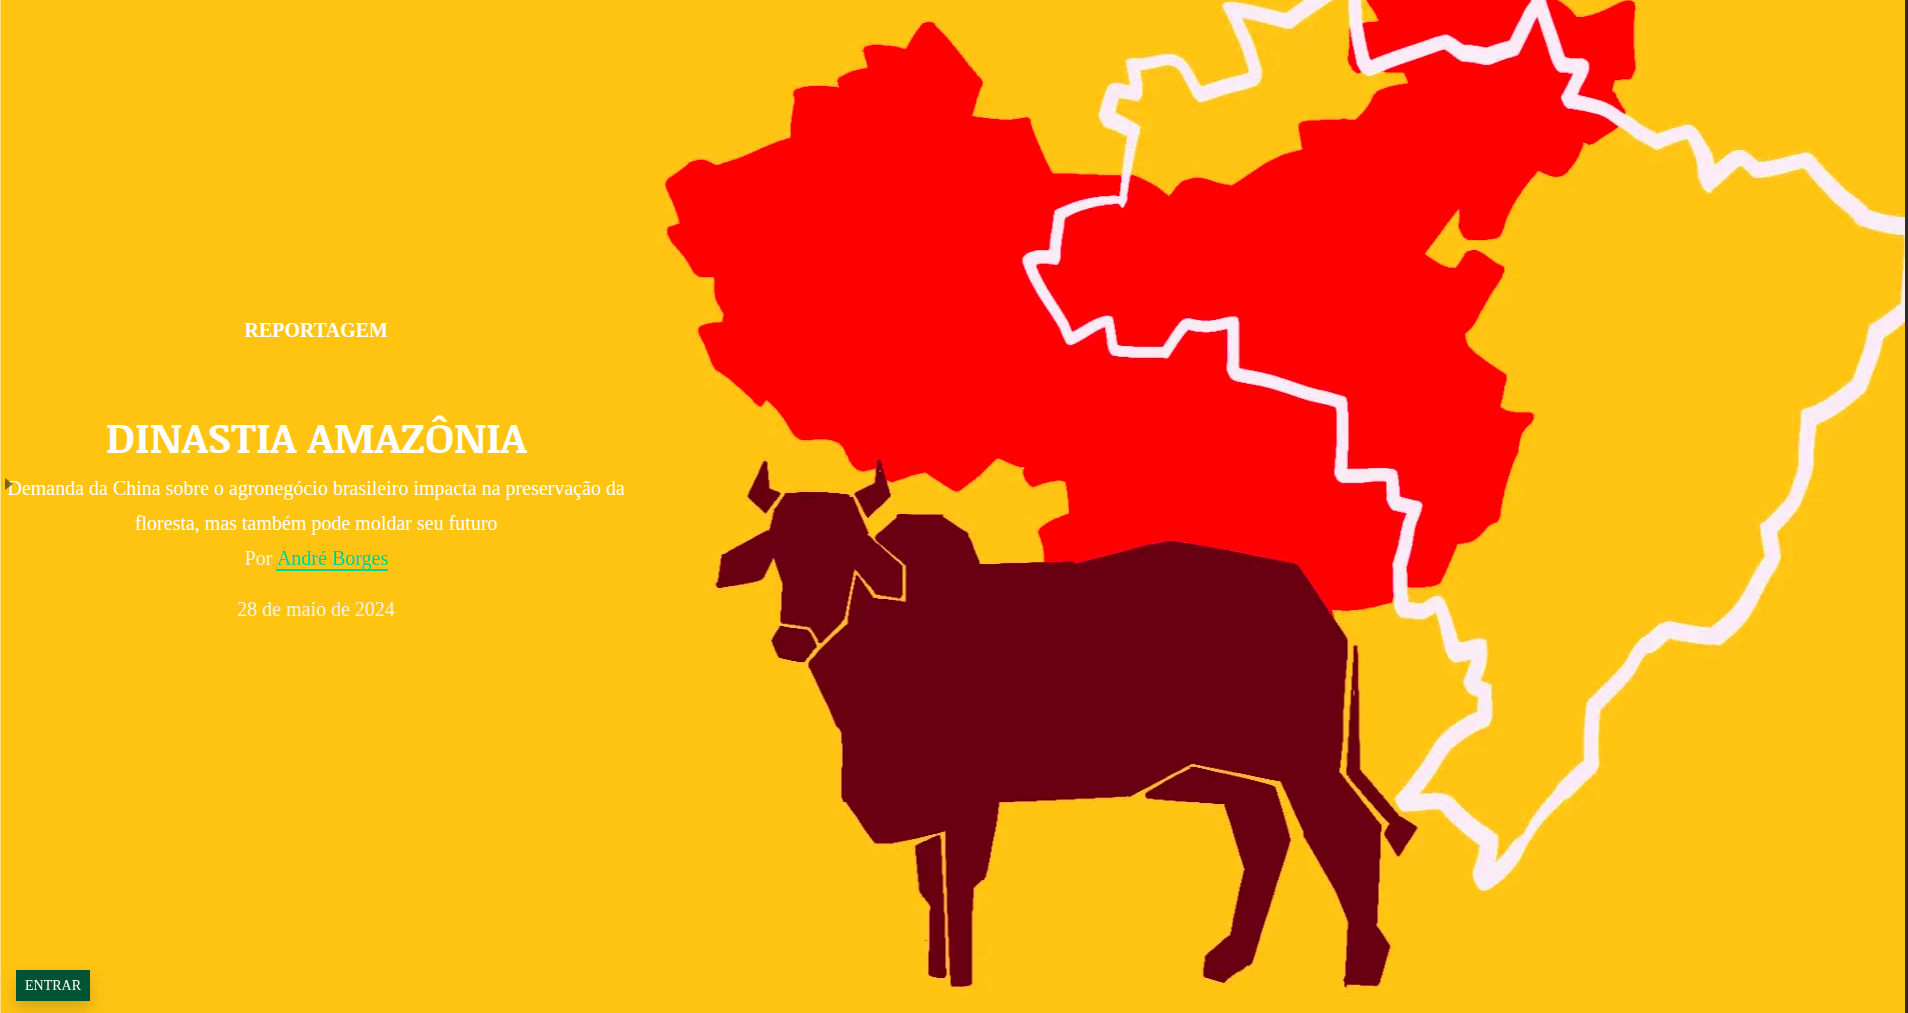 REPORTAGEM
DINASTIA AMAZÔNIA
Demanda da China sobre o agronegócio brasileiro impacta na preservação da
floresta, mas também pode moldar seu futuro
Por André Borges
28 de maio de 2024
ENTRAR